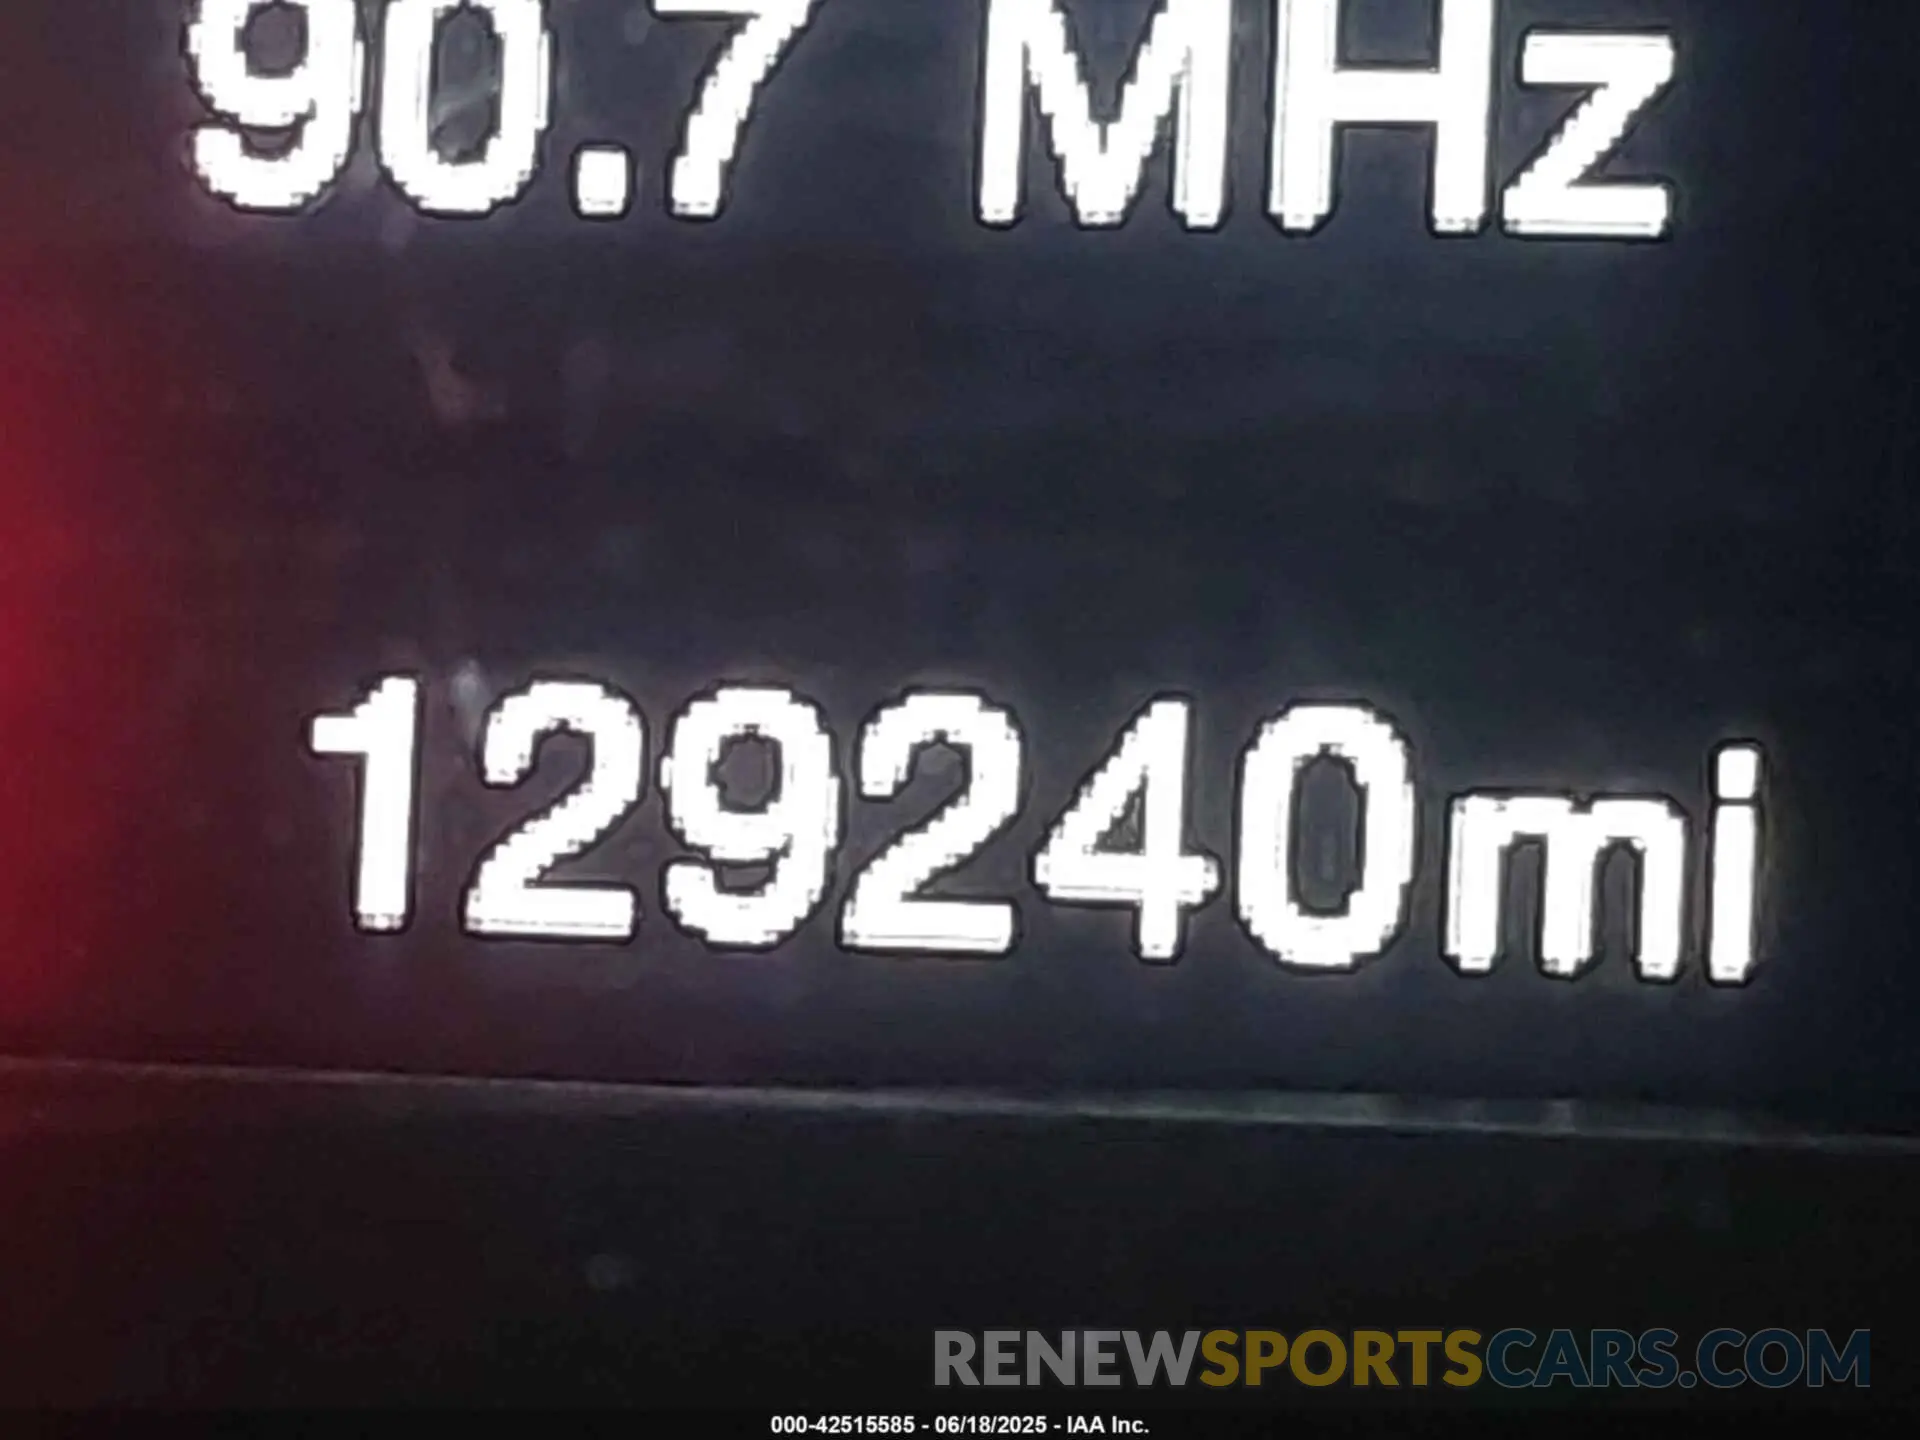 90.7 MHz
129240mi
RENEWSPORTSCARS.COM
000-42515585 - 06/18/2025 - IAA Inc.